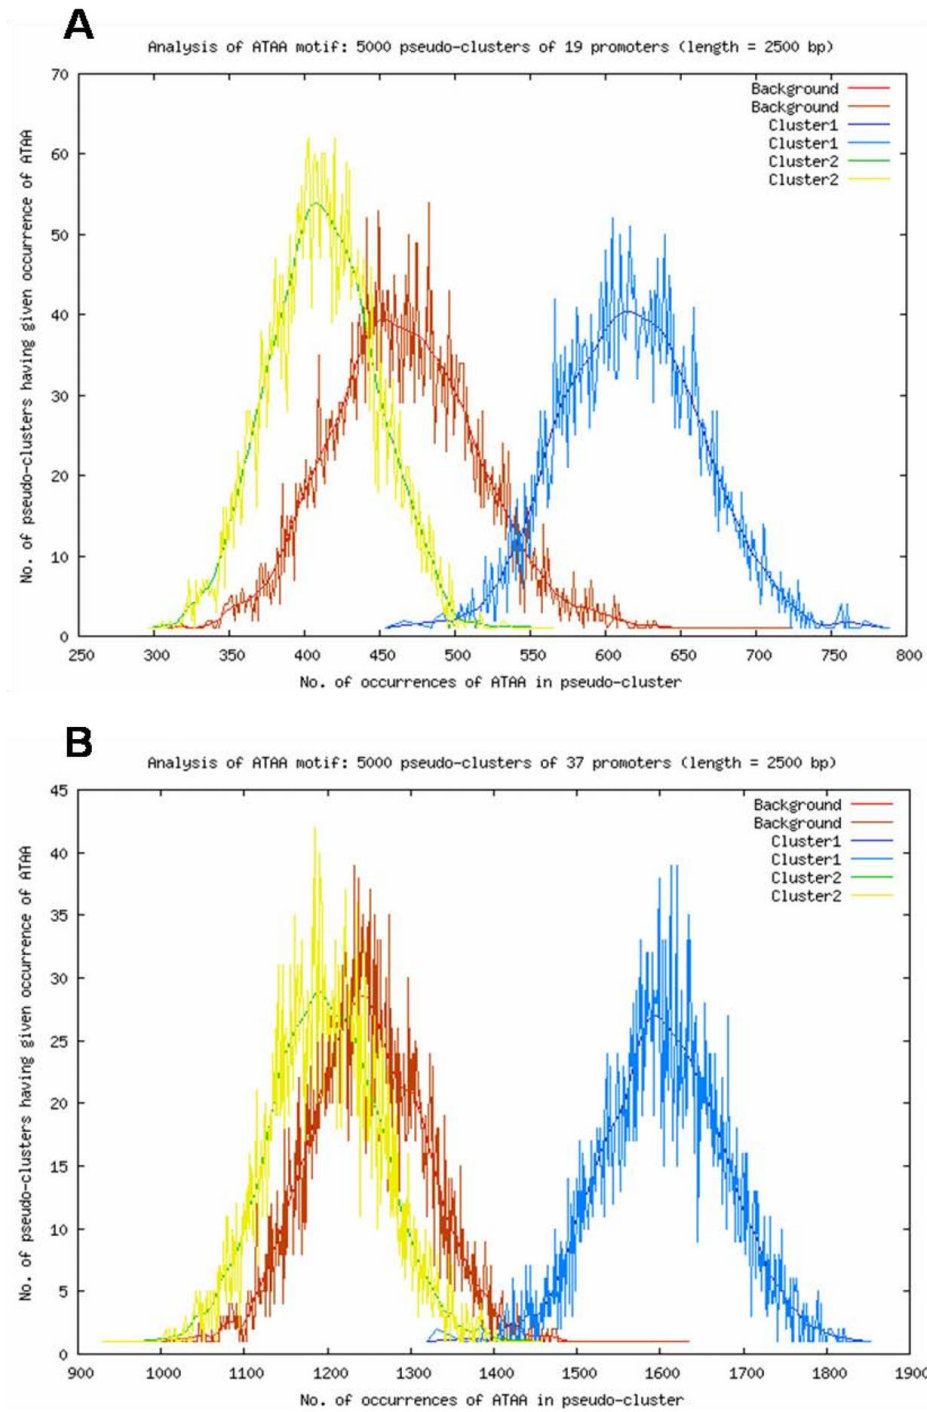 A
Analysis of ATAA motif: 5000 pseudo-clusters of 19 promoters (length = 2500 bp)
No. of pseudo-clusters having given occurrence of ATAA
70
60
50
40
30
20
10
0
Background
Background
Cluster1
Cluster1
Cluster2
Cluster2
250 300 350 400 450 500 550 600 650 700 750 800
No. of occurrences of ATAA in pseudo-cluster
B
Analysis of ATAA motif: 5000 pseudo-clusters of 37 promoters (length = 2500 bp)
No. of pseudo-clusters having given occurrence of ATAA
45
40
35
30
25
20
15
10
5
0
Background
Background
Cluster1
Cluster1
Cluster2
Cluster2
900 1000 1100 1200 1300 1400 1500 1600 1700 1800 1900
No. of occurrences of ATAA in pseudo-cluster